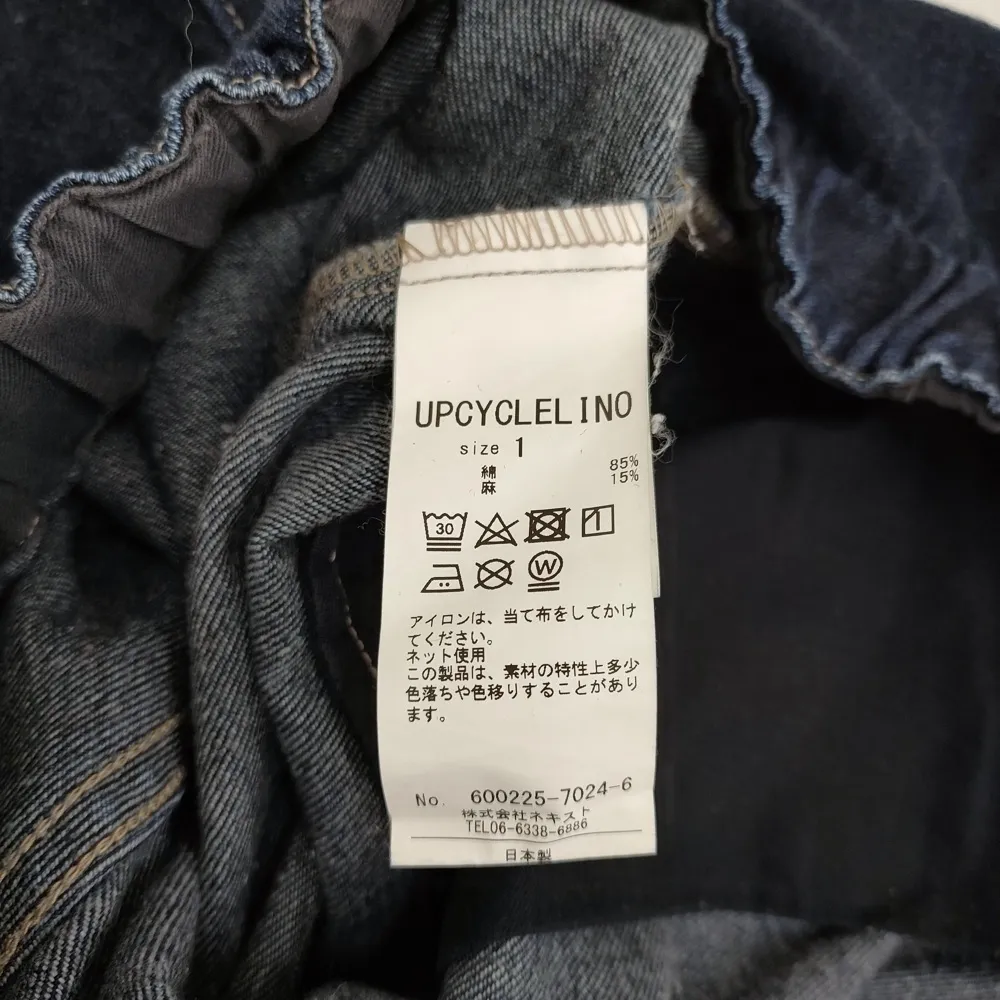 UPCYCLELINO
size 1
綿 85%
麻 15%
30
W
アイロンは、当て布をしてかけ
てください。
ネット使用
この製品は、素材の特性上多少
色落ちや色移りすることがあり
ます。
No. 600225-7024-6
株式会社ネキスト
TEL06-6338-6886
日本製